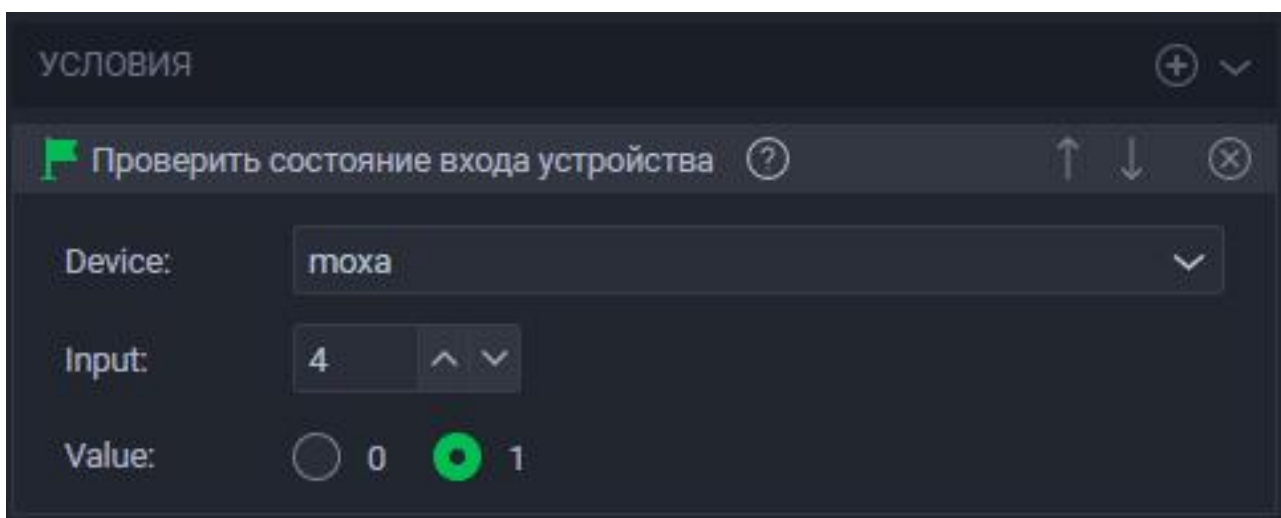 УСЛОВИЯ
Проверить состояние входа устройства ?
Device: moxa
Input: 4
Value: 0 1